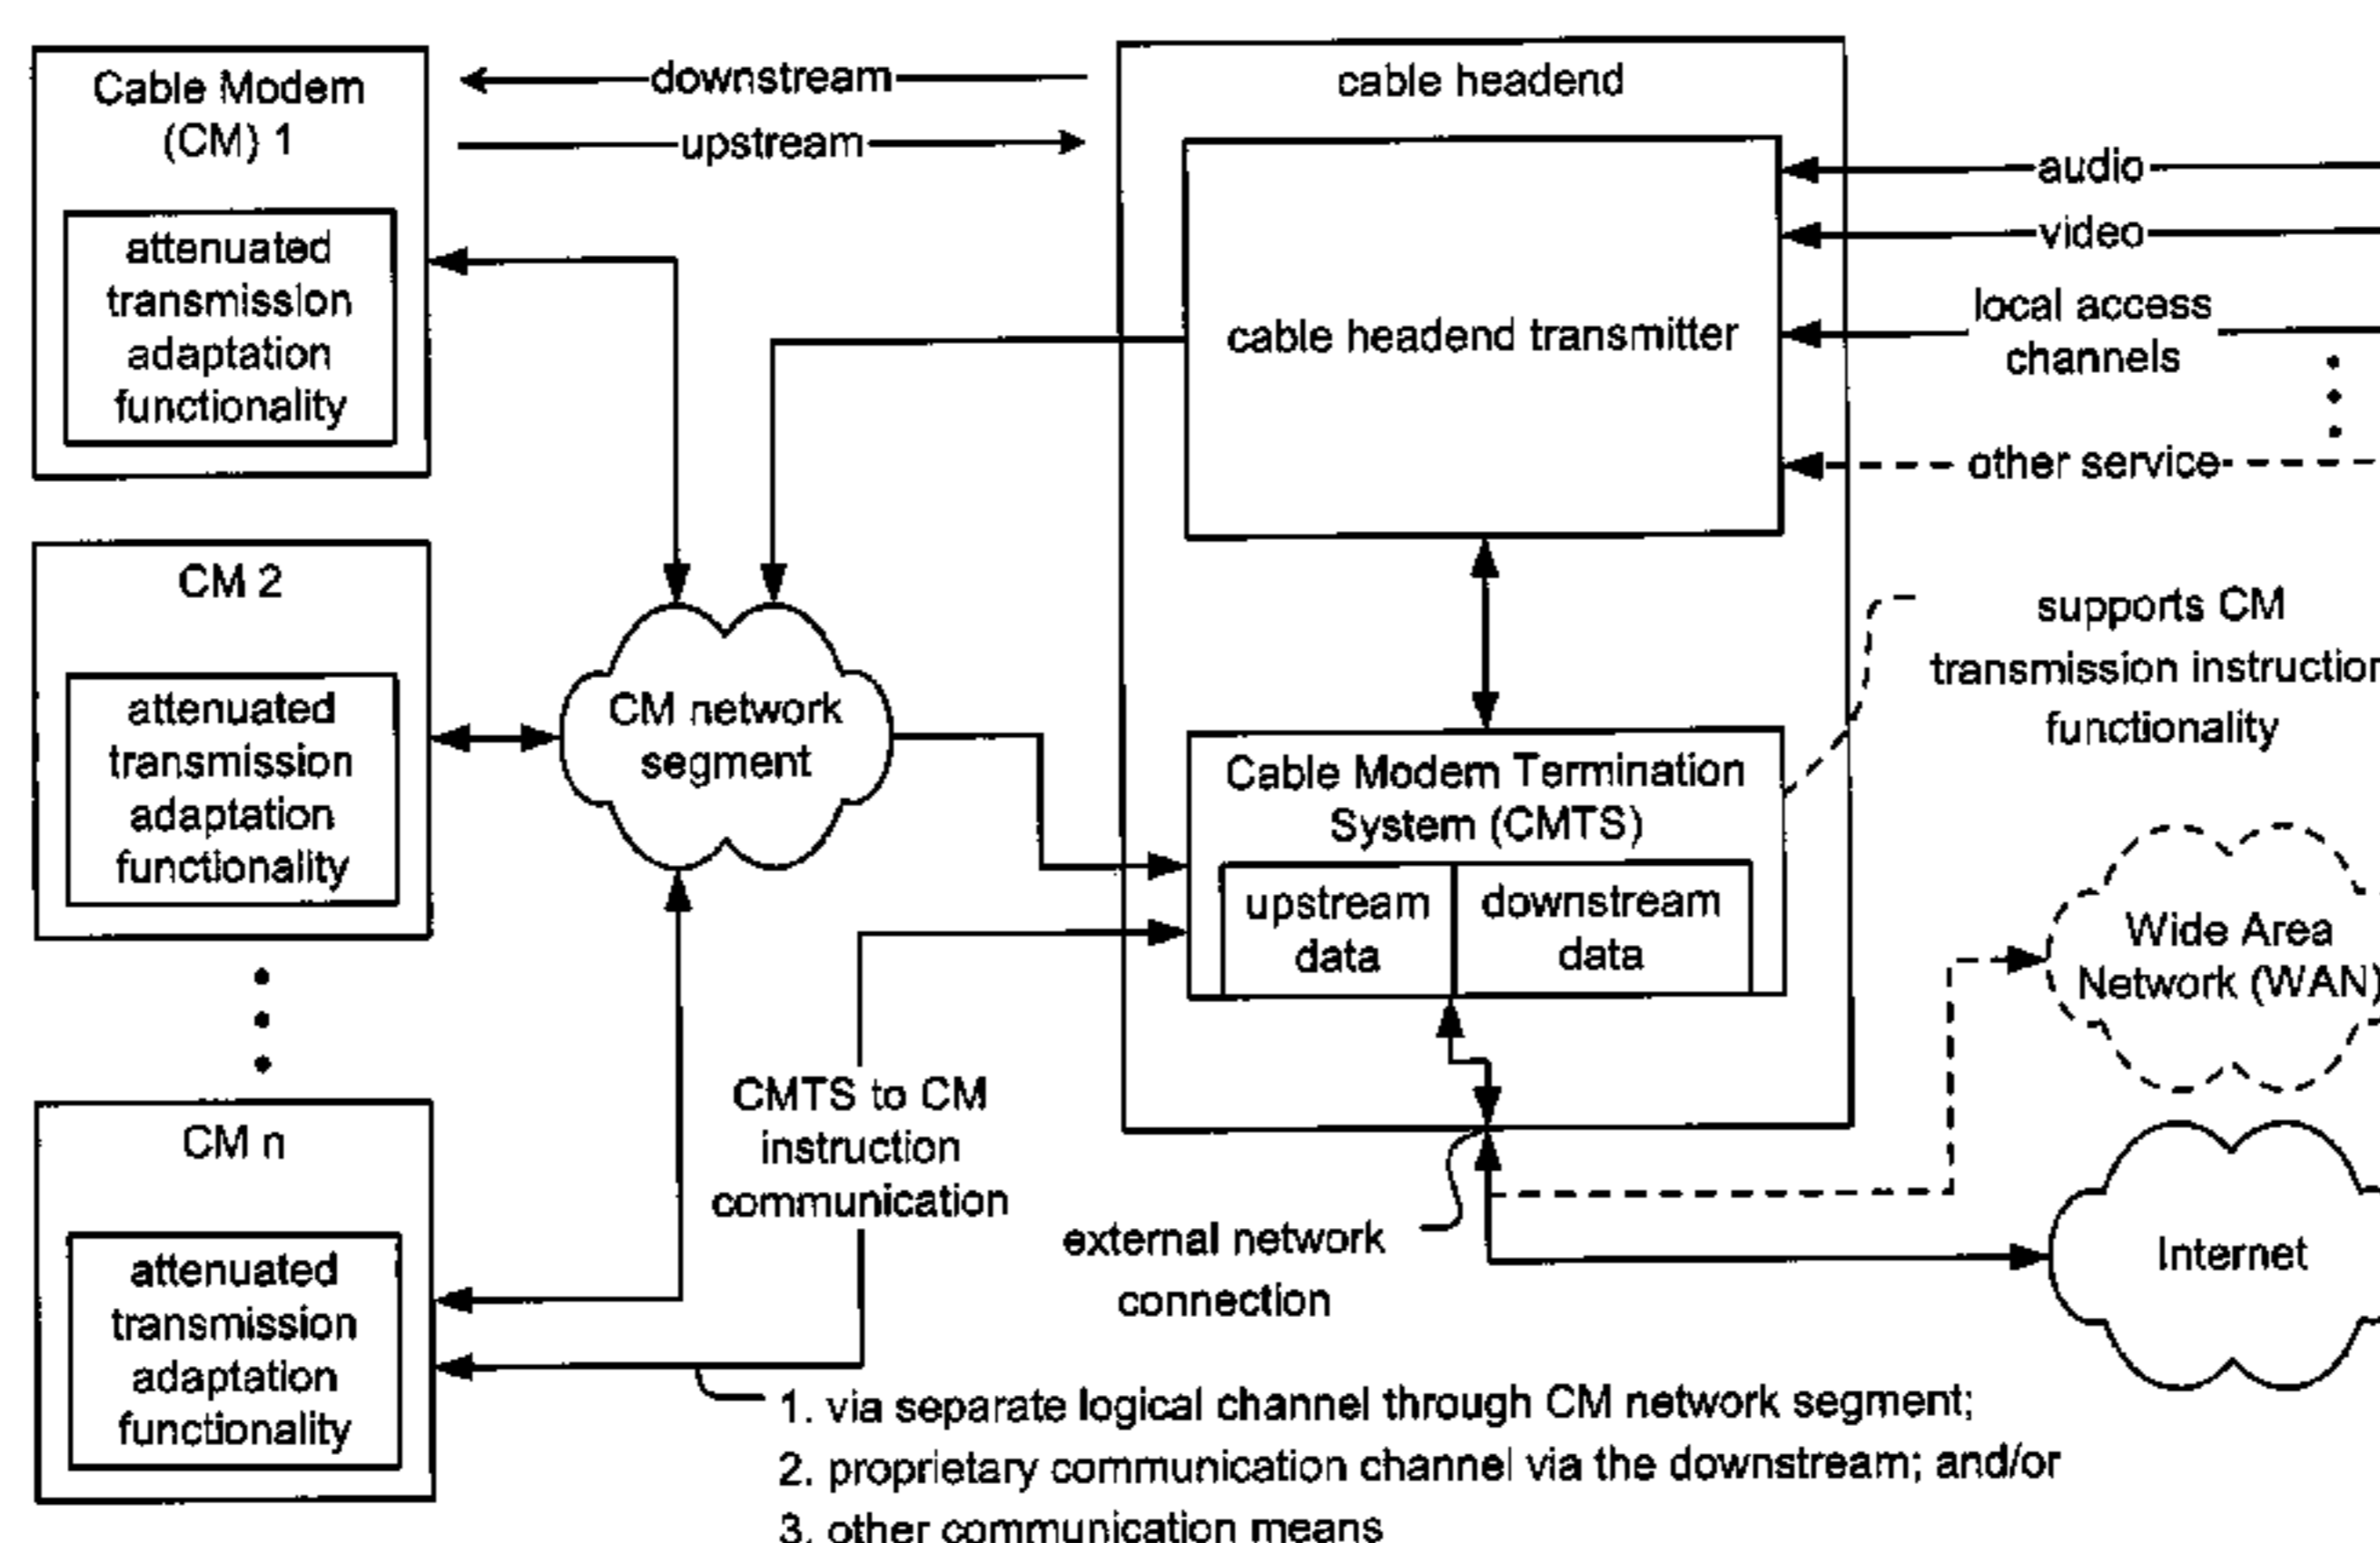 Cable Modem
(CM) 1
attenuated
transmission
adaptation
functionality
downstream
upstream
cable headend
cable headend transmitter
audio
video
local access
channels
other service
CM 2
attenuated
transmission
adaptation
functionality
CM network
segment
supports CM
transmission instruction
functionality
Cable Modem Termination
System (CMTS)
upstream
data
downstream
data
Wide Area
Network (WAN)
CM n
attenuated
transmission
adaptation
functionality
CMTS to CM
instruction
communication
external network
connection
Internet
1. via separate logical channel through CM network segment;
2. proprietary communication channel via the downstream; and/or
3. other communication means